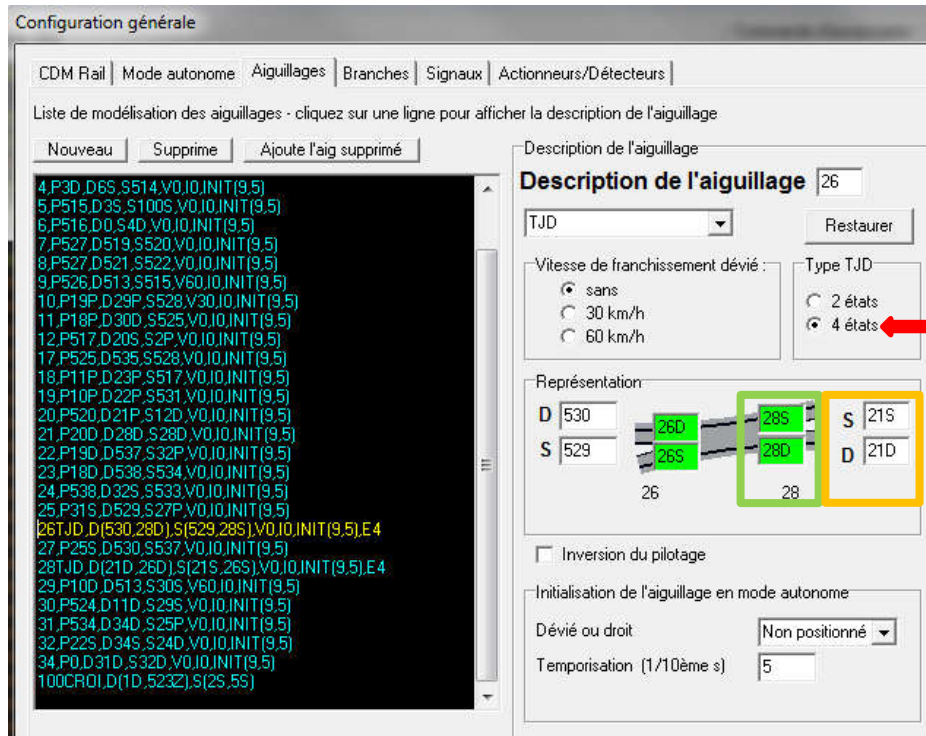 Configuration générale
CDM Rail Mode autonome Aiguillages Branches Signaux Actionneurs/Détecteurs
Liste de modélisation des aiguillages - cliquez sur une ligne pour afficher la description de l'aiguillage
Nouveau Supprime Ajoute l'aig supprimé
4,P3D,D6S,S514,V0,I0,INIT(9,5)
5,P515,D3S,S100S,V0,I0,INIT(9,5)
6,P516,D0,S4D,V0,I0,INIT(9,5)
7,P527,D519,S520,V0,I0,INIT(9,5)
8,P527,D521,S522,V0,I0,INIT(9,5)
9,P526,D513,S515,V60,I0,INIT(9,5)
10,P19P,D29P,S528,V30,I0,INIT(9,5)
11,P18P,D30D,S525,V0,I0,INIT(9,5)
12,P517,D20S,S2P,V0,I0,INIT(9,5)
17,P525,D535,S528,V0,I0,INIT(9,5)
18,P11P,D23P,S517,V0,I0,INIT(9,5)
19,P10P,D22P,S531,V0,I0,INIT(9,5)
20,P520,D21P,S12D,V0,I0,INIT(9,5)
21,P20D,D28D,S28D,V0,I0,INIT(9,5)
22,P19D,D537,S32P,V0,I0,INIT(9,5)
23,P18D,D538,S534,V0,I0,INIT(9,5)
24,P538,D32S,S533,V0,I0,INIT(9,5)
25,P31S,D529,S27P,V0,I0,INIT(9,5)
26TJD,D(530,28D),S(529,28S),V0,I0,INIT(9,5),E4
27,P25S,D530,S537,V0,I0,INIT(9,5)
28TJD,D(21D,26D),S(21S,26S),V0,I0,INIT(9,5),E4
29,P10D,D513,S30S,V60,I0,INIT(9,5)
30,P524,D11D,S29S,V0,I0,INIT(9,5)
31,P534,D34D,S25P,V0,I0,INIT(9,5)
32,P22S,D34S,S24D,V0,I0,INIT(9,5)
34,P0,D31D,S32D,V0,I0,INIT(9,5)
100CROI,D(1D,523Z),S(2S,5S)
Description de l'aiguillage
Description de l'aiguillage 26
TJD Restaurer
Vitesse de franchissement dévié :
sans
30 km/h
60 km/h
Type TJD
2 états
4 états
Représentation
D 530 26D 28S S 21S
S 529 26S 28D D 21D
26 28
Inversion du pilotage
Initialisation de l'aiguillage en mode autonome
Dévié ou droit Non positionné
Temporisation (1/10ème s) 5